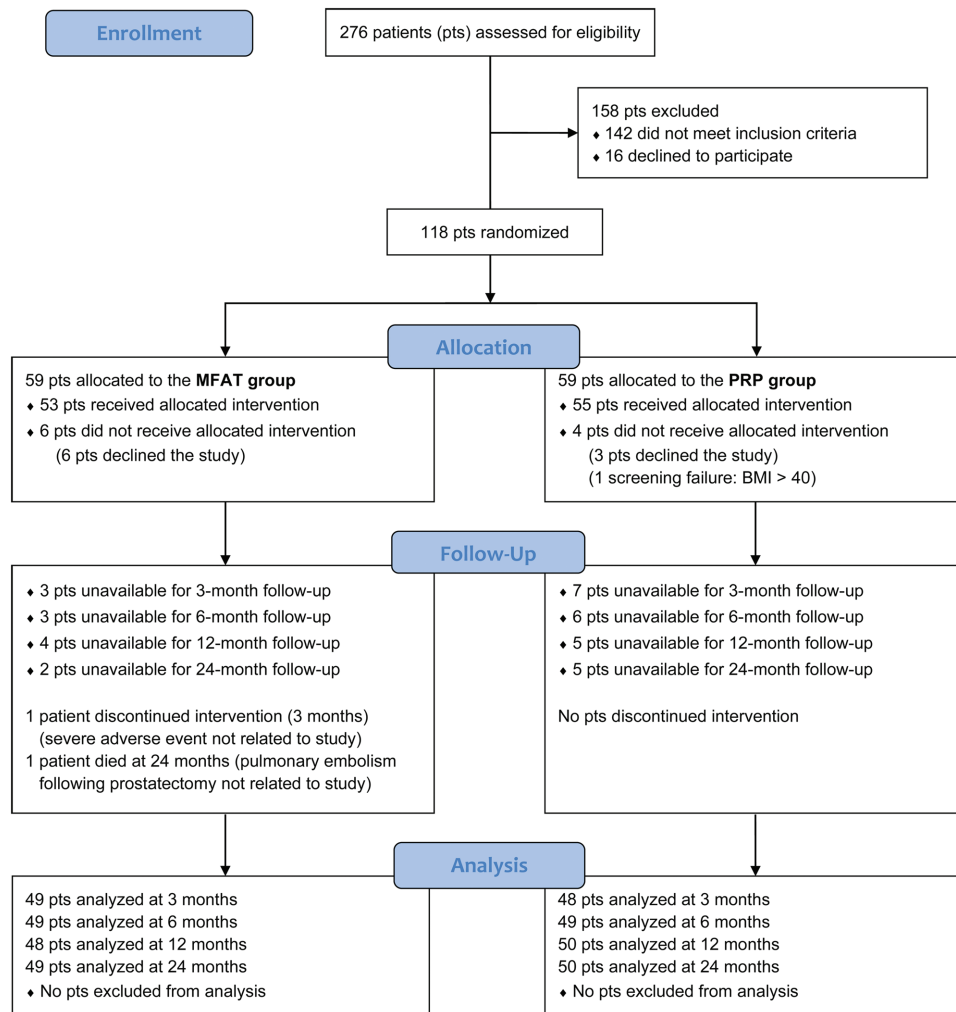 Enrollment
276 patients (pts) assessed for eligibility
158 pts excluded
♦ 142 did not meet inclusion criteria
♦ 16 declined to participate
118 pts randomized
Allocation
59 pts allocated to the MFAT group
♦ 53 pts received allocated intervention
♦ 6 pts did not receive allocated intervention
(6 pts declined the study)
59 pts allocated to the PRP group
♦ 55 pts received allocated intervention
♦ 4 pts did not receive allocated intervention
(3 pts declined the study)
(1 screening failure: BMI > 40)
Follow-Up
♦ 3 pts unavailable for 3-month follow-up
♦ 3 pts unavailable for 6-month follow-up
♦ 4 pts unavailable for 12-month follow-up
♦ 2 pts unavailable for 24-month follow-up
1 patient discontinued intervention (3 months)
(severe adverse event not related to study)
1 patient died at 24 months (pulmonary embolism
following prostatectomy not related to study)
♦ 7 pts unavailable for 3-month follow-up
♦ 6 pts unavailable for 6-month follow-up
♦ 5 pts unavailable for 12-month follow-up
♦ 5 pts unavailable for 24-month follow-up
No pts discontinued intervention
Analysis
49 pts analyzed at 3 months
49 pts analyzed at 6 months
48 pts analyzed at 12 months
49 pts analyzed at 24 months
♦ No pts excluded from analysis
48 pts analyzed at 3 months
49 pts analyzed at 6 months
50 pts analyzed at 12 months
50 pts analyzed at 24 months
♦ No pts excluded from analysis